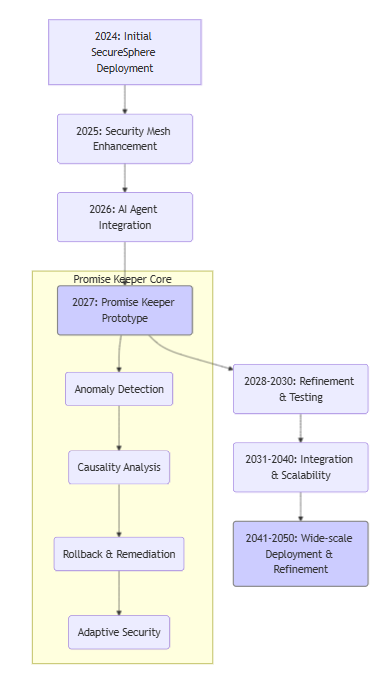 2024: Initial
SecureSphere
Deployment
2025: Security Mesh
Enhancement
2026: AI Agent
Integration
Promise Keeper Core
2027: Promise Keeper
Prototype
Anomaly Detection
2028-2030: Refinement
& Testing
Causality Analysis
2031-2040: Integration
& Scalability
Rollback & Remediation
2041-2050: Wide-scale
Deployment &
Refinement
Adaptive Security